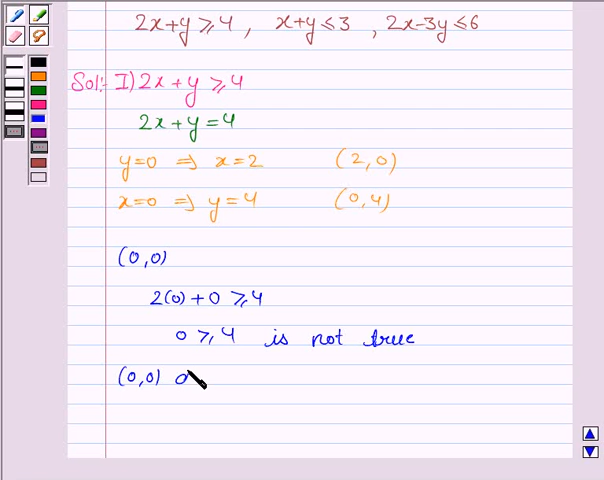 2x+y ≥ 4 , x+y ≤ 3 , 2x-3y ≤ 6
Sol:- I) 2x+y ≥ 4
2x+y=4
y=0 ⇒ x=2 (2,0)
x=0 ⇒ y=4 (0,4)
(0,0)
2(0)+0 ≥ 4
0 ≥ 4 is not true
(0,0)